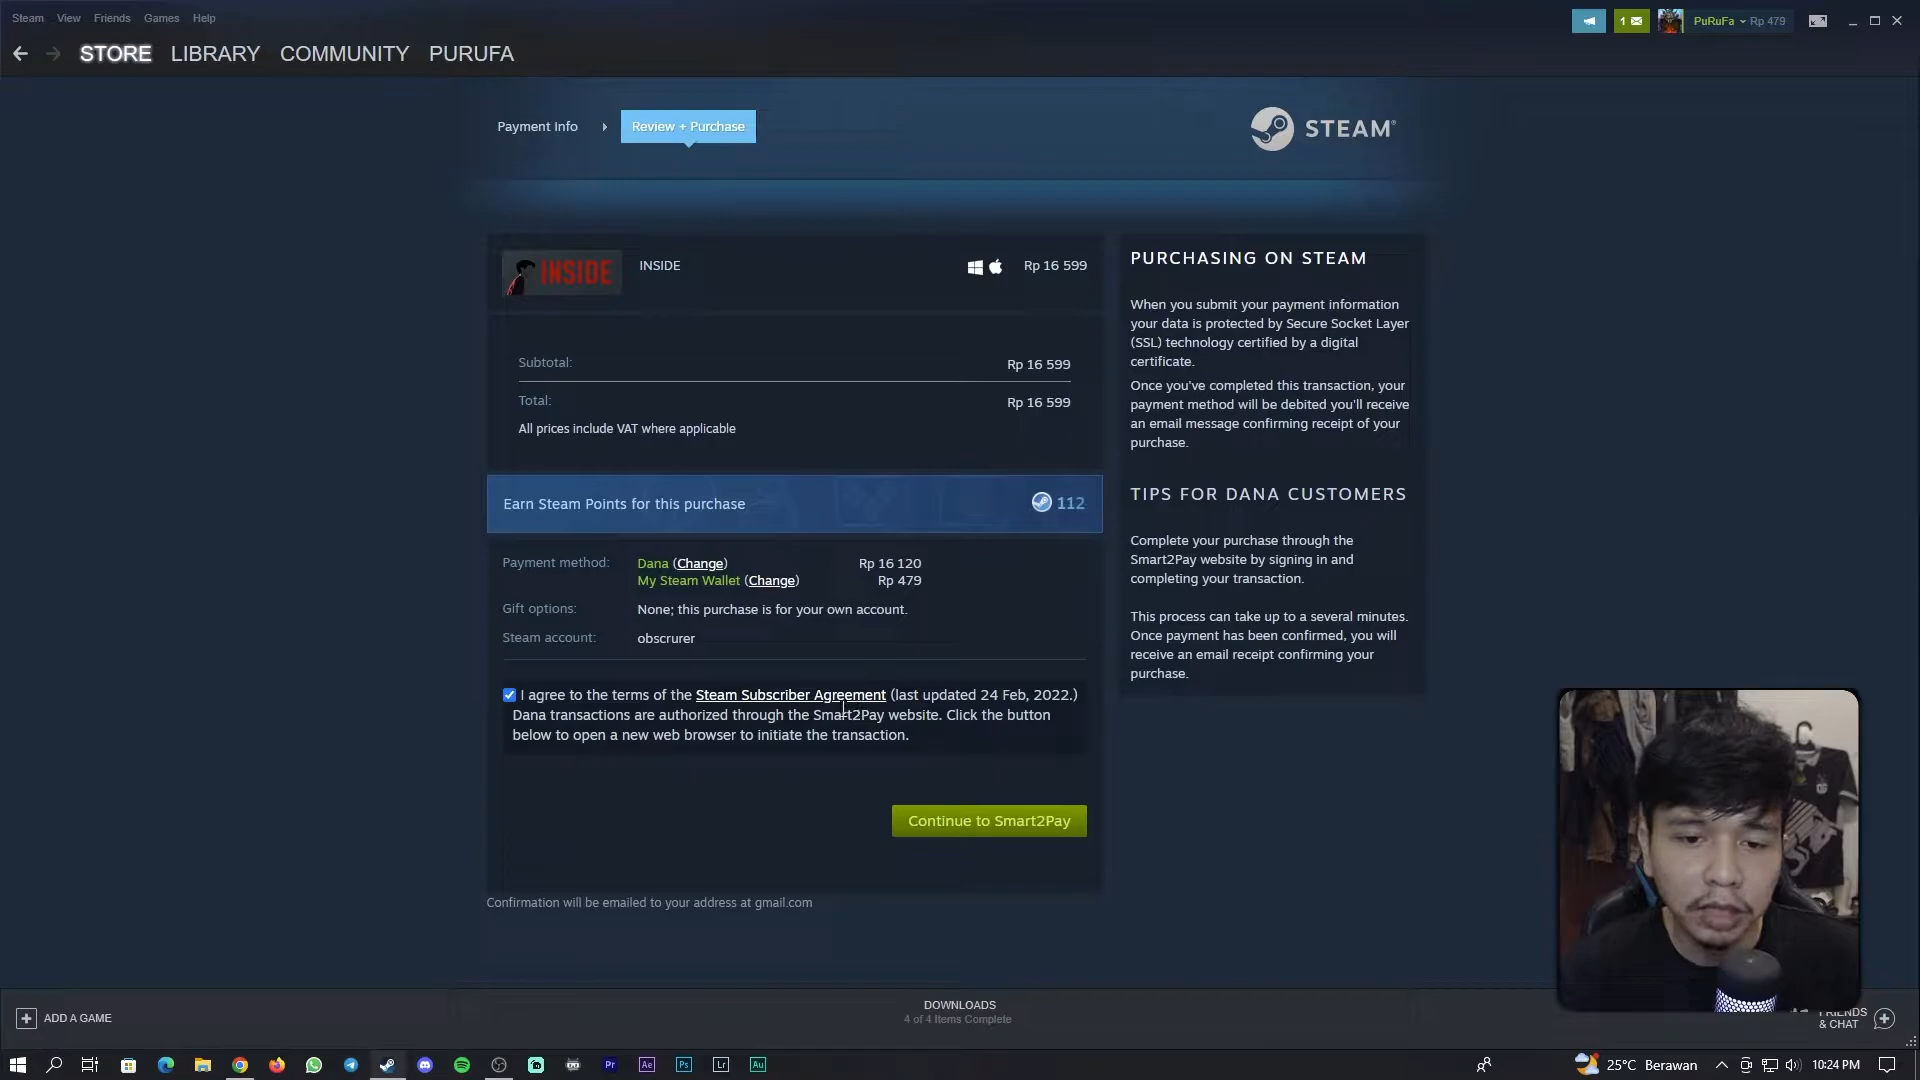 Steam View Friends Games Help
1
PuRuFa Rp 479
STORE LIBRARY COMMUNITY PURUFA
Payment Info
Review + Purchase
STEAM®
INSIDE
INSIDE
Rp 16 599
Subtotal:
Rp 16 599
Total:
Rp 16 599
All prices include VAT where applicable
Earn Steam Points for this purchase
112
Payment method:
Dana (Change)
Rp 16 120
My Steam Wallet (Change)
Rp 479
Gift options:
None; this purchase is for your own account.
Steam account:
obscrurer
I agree to the terms of the Steam Subscriber Agreement (last updated 24 Feb, 2022.)
Dana transactions are authorized through the Smart2Pay website. Click the button
below to open a new web browser to initiate the transaction.
Continue to Smart2Pay
Confirmation will be emailed to your address at gmail.com
PURCHASING ON STEAM
When you submit your payment information
your data is protected by Secure Socket Layer
(SSL) technology certified by a digital
certificate.
Once you've completed this transaction, your
payment method will be debited you'll receive
an email message confirming receipt of your
purchase.
TIPS FOR DANA CUSTOMERS
Complete your purchase through the
Smart2Pay website by signing in and
completing your transaction.
This process can take up to a several minutes.
Once payment has been confirmed, you will
receive an email receipt confirming your
purchase.
ADD A GAME
DOWNLOADS
4 of 4 Items Complete
FRIENDS
& CHAT
Pr Ae Ps Lr Au
25°C Berawan
10:24 PM